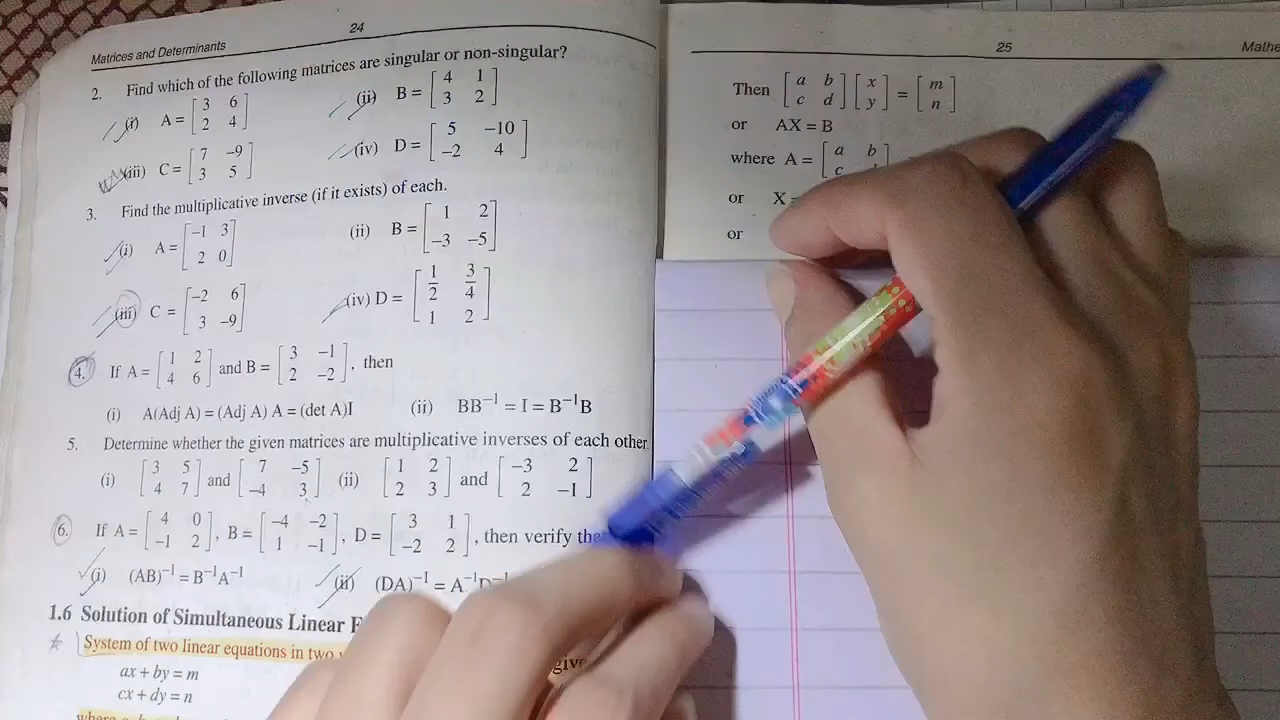 24
Matrices and Determinants
2. Find which of the following matrices are singular or non-singular?
(i) A = [3 6; 2 4] (ii) B = [4 1; 3 2]
(iii) C = [7 –9; 3 5] (iv) D = [5 –10; –2 4]
3. Find the multiplicative inverse (if it exists) of each.
(i) A = [–1 3; 2 0] (ii) B = [1 2; –3 –5]
(iii) C = [–2 6; 3 –9] (iv) D = [1/2 3/4; 1 2]
4. If A = [1 2; 4 6] and B = [3 –1; 2 –2], then
(i) A(Adj A) = (Adj A) A = (det A)I (ii) BB⁻¹ = I = B⁻¹B
5. Determine whether the given matrices are multiplicative inverses of each other.
(i) [3 5; 4 7] and [7 –5; –4 3] (ii) [1 2; 2 3] and [–3 2; 2 –1]
6. If A = [4 0; –1 2], B = [–4 –2; 1 –1], D = [3 1; –2 2], then verify
(i) (AB)⁻¹ = B⁻¹A⁻¹ (ii) (DA)⁻¹ = A⁻¹D⁻¹
1.6 Solution of Simultaneous Linear
System of two linear equations in two
ax + by = m
cx + dy = n
25
Then [a b; c d] [x; y] = [m; n]
or AX = B
where A = [a b; c
or X
or